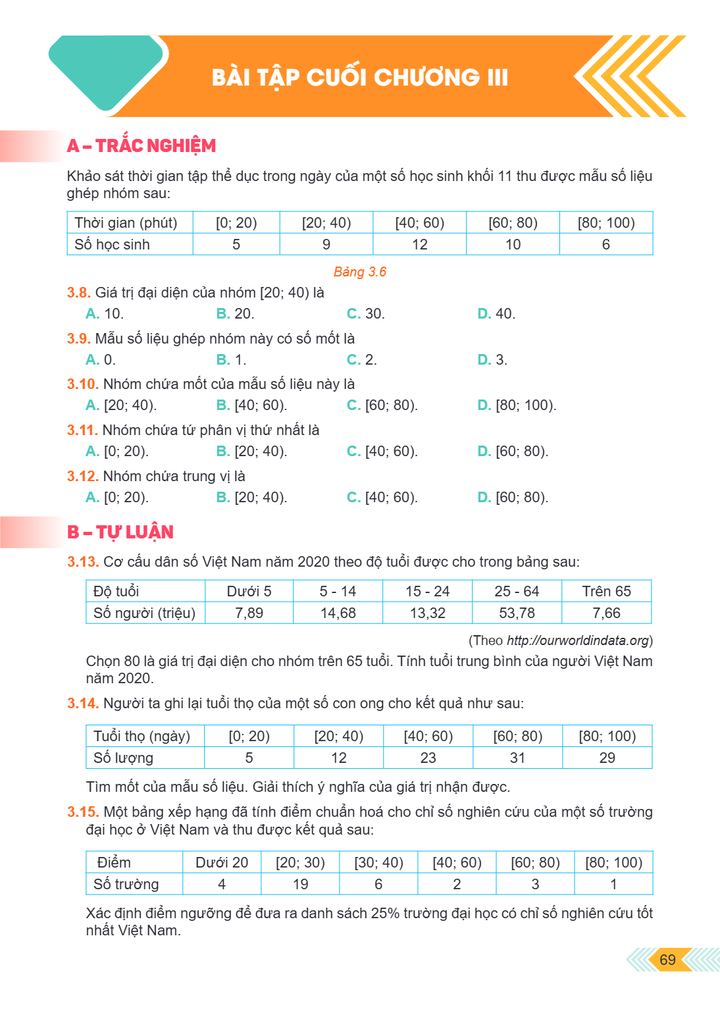 BÀI TẬP CUỐI CHƯƠNG III
A – TRẮC NGHIỆM
Khảo sát thời gian tập thể dục trong ngày của một số học sinh khối 11 thu được mẫu số liệu
ghép nhóm sau:
Thời gian (phút) [0; 20) [20; 40) [40; 60) [60; 80) [80; 100)
Số học sinh 5 9 12 10 6
Bảng 3.6
3.8. Giá trị đại diện của nhóm [20; 40) là
A. 10. B. 20. C. 30. D. 40.
3.9. Mẫu số liệu ghép nhóm này có số mốt là
A. 0. B. 1. C. 2. D. 3.
3.10. Nhóm chứa mốt của mẫu số liệu này là
A. [20; 40). B. [40; 60). C. [60; 80). D. [80; 100).
3.11. Nhóm chứa tứ phân vị thứ nhất là
A. [0; 20). B. [20; 40). C. [40; 60). D. [60; 80).
3.12. Nhóm chứa trung vị là
A. [0; 20). B. [20; 40). C. [40; 60). D. [60; 80).
B – TỰ LUẬN
3.13. Cơ cấu dân số Việt Nam năm 2020 theo độ tuổi được cho trong bảng sau:
Độ tuổi Dưới 5 5 - 14 15 - 24 25 - 64 Trên 65
Số người (triệu) 7,89 14,68 13,32 53,78 7,66
(Theo http://ourworldindata.org)
Chọn 80 là giá trị đại diện cho nhóm trên 65 tuổi. Tính tuổi trung bình của người Việt Nam
năm 2020.
3.14. Người ta ghi lại tuổi thọ của một số con ong cho kết quả như sau:
Tuổi thọ (ngày) [0; 20) [20; 40) [40; 60) [60; 80) [80; 100)
Số lượng 5 12 23 31 29
Tìm mốt của mẫu số liệu. Giải thích ý nghĩa của giá trị nhận được.
3.15. Một bảng xếp hạng đã tính điểm chuẩn hoá cho chỉ số nghiên cứu của một số trường
đại học ở Việt Nam và thu được kết quả sau:
Điểm Dưới 20 [20; 30) [30; 40) [40; 60) [60; 80) [80; 100)
Số trường 4 19 6 2 3 1
Xác định điểm ngưỡng để đưa ra danh sách 25% trường đại học có chỉ số nghiên cứu tốt
nhất Việt Nam.
69